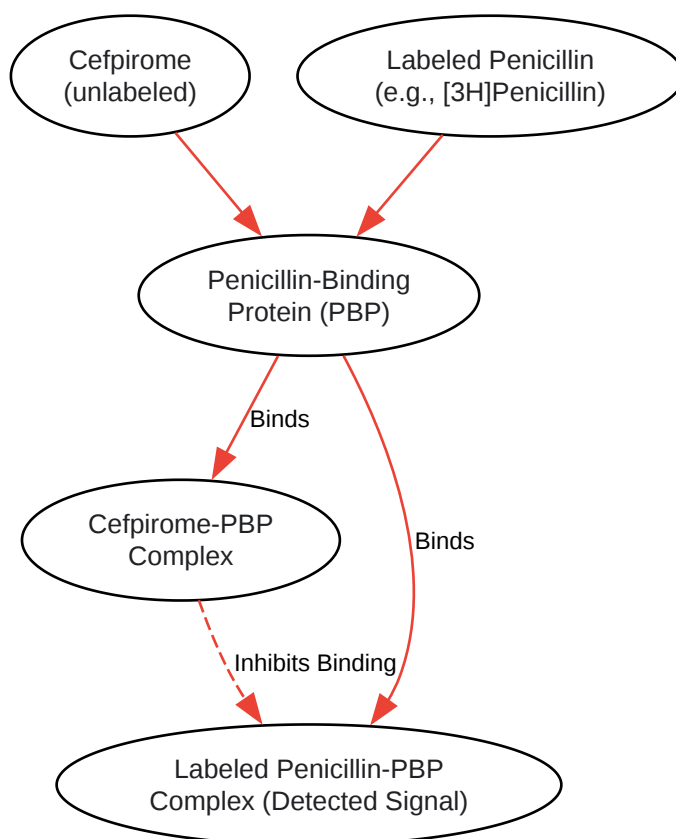 Cefpirome
(unlabeled)
Labeled Penicillin
(e.g., [3H]Penicillin)
Penicillin-Binding
Protein (PBP)
Binds
Cefpirome-PBP
Complex
Binds
Inhibits Binding
Labeled Penicillin-PBP
Complex (Detected Signal)